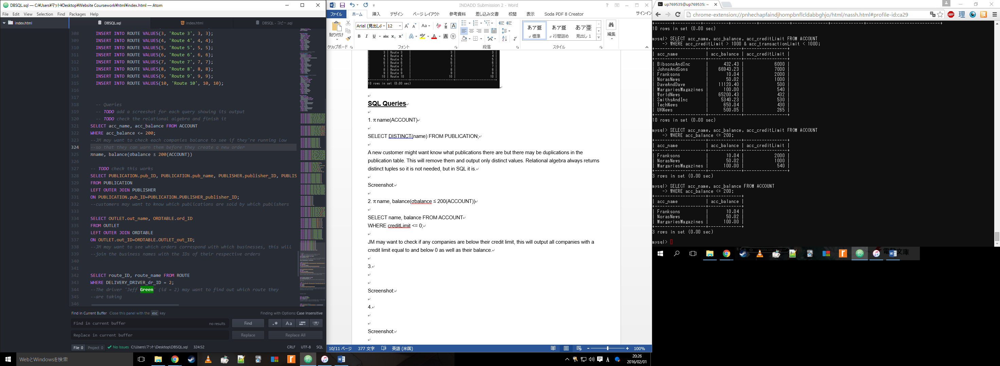 DBSQL.sql — C:¥Users¥マット¥Desktop¥Website Coursework¥html¥index.html — Atom
File Edit View Selection Find Packages Help
index.html
DBSQL.sql
index.html
DBSQL - コピー.sql
308 INSERT INTO ROUTE VALUES(3, 'Route 3', 3, 3);
309 INSERT INTO ROUTE VALUES(4, 'Route 4', 4, 4);
310 INSERT INTO ROUTE VALUES(5, 'Route 5', 5, 5);
311 INSERT INTO ROUTE VALUES(6, 'Route 6', 6, 6);
312 INSERT INTO ROUTE VALUES(7, 'Route 7', 7, 7);
313 INSERT INTO ROUTE VALUES(8, 'Route 8', 8, 8);
314 INSERT INTO ROUTE VALUES(9, 'Route 9', 9, 9);
315 INSERT INTO ROUTE VALUES(10, 'Route 10', 10, 10);
316
317
318 -- Queries
319 -- TODO add a screeshot for each query showing its output
320 -- TODO check the relational algebra and finish it
321 SELECT acc_name, acc_balance FROM ACCOUNT
322 WHERE acc_balance <= 200;
323 --JM may want to check each companies balance to see if they're running low
324 --so that they can warn them before they create a new order
325 πname, balance(σbalance ≤ 200(ACCOUNT))
326
327 -- TODO check this works
328 SELECT PUBLICATION.pub_ID, PUBLICATION.pub_name, PUBLISHER.publisher_ID, PUBLIS
329 FROM PUBLICATION
330 LEFT OUTER JOIN PUBLISHER
331 ON PUBLICATION.pub_ID=PUBLICATION.PUBLISHER_publisher_ID;
332 --customers may want to know which publications are sold by which publishers
333
334 SELECT OUTLET.out_name, ORDTABLE.ord_ID
335 FROM OUTLET
336 LEFT OUTER JOIN ORDTABLE
337 ON OUTLET.out_ID=ORDTABLE.OUTLET_out_ID;
338 --JM may want to see which orders correspond with which businesses, this will
339 --join the business names with the IDs of their respective orders
340
341
342 SELECT route_ID, route_name FROM ROUTE
343 WHERE DELIVERY_DRIVER_dr_ID = 2;
344 --The driver 'Jeff Green' (id = 2) may want to find out which route they
345 --are taking
346
Find in Current Buffer Close this panel with the esc key
Finding with Options: Case Insensitive
Find in current buffer no results Find .* Aa
Replace in current buffer Replace Replace All
File 0 Project 0 No Issues C:\Users\マット\Desktop\DBSQL.sql 324:52 CRLF UTF-8 SQL
WebとWindowsを検索
INDADD Submission 2 - Word
ファイル ホーム 挿入 デザイン ページ レイアウト 参考資料 差し込み文書 校閲 表示 Soda PDF 8 Creator サインイン
貼り付け
Arial (見出し 12
B I U abc x₂ x²
あア亜 あア亜 あア亜
標準 行間詰め 見出し 1
編集
クリップボード フォント 段落 スタイル
| 3 | Route 3 | 3 | 3 |
| 4 | Route 4 | 4 | 4 |
| 5 | Route 5 | 5 | 5 |
| 6 | Route 6 | 6 | 6 |
| 7 | Route 7 | 7 | 7 |
| 8 | Route 8 | 8 | 8 |
| 9 | Route 9 | 9 | 9 |
| 10 | Route 10 | 10 | 10 |
10 rows in set (0.00 sec)
SQL Queries
1. π name(ACCOUNT)
SELECT DISTINCT(name) FROM PUBLICATION;
A new customer might want know what publications there are but there may be duplications in the
publication table. This will remove them and output only distinct values. Relational algebra always returns
distinct tuples so it is not needed, but in SQL it is.
Screenshot:
2. π name, balance(σbalance ≤ 200(ACCOUNT))
SELECT name, balance FROM ACCOUNT
WHERE creditLimit <= 0;
JM may want to check if any companies are below their credit limit, this will output all companies with a
credit limit equal to and below 0 as well as their balance.
3.
Screenshot:
4.
Screenshot:
10/11 ページ 377 文字 英語 (米国) 100%
20:26
2016/02/01
up769535@up769535: ~
chrome-extension://pnhechapfaindjhompbnflcldabbghjo/html/nassh.html#profile-id:ca29
10 rows in set (0.00 sec)
mysql> SELECT acc_name, acc_balance, acc_creditLimit FROM ACCOUNT
-> WHERE acc_creditLimit > 1000 & acc_transactionLimit < 1000;
| acc_name | acc_balance | acc_creditLimit |
| BibsonsAndInc | 432.43 | 6000 |
| JohnsAndSons | 66943.23 | 7000 |
| Franksons | 10.04 | 2000 |
| NorasNews | 50.02 | 1000 |
| DaveAndDave | 11120.40 | 500 |
| MargariesMagazines | 100.00 | 540 |
| WorldNews | 65200.43 | 432 |
| SmithsAndInc | 5340.23 | 530 |
| TechNews | 650.04 | 430 |
| UKNews | 500.05 | 265 |
10 rows in set (0.00 sec)
mysql> SELECT acc_name, acc_balance, acc_creditLimit FROM ACCOUNT
-> WHERE acc_balance <= 200;
| acc_name | acc_balance | acc_creditLimit |
| Franksons | 10.04 | 2000 |
| NorasNews | 50.02 | 1000 |
| MargariesMagazines | 100.00 | 540 |
3 rows in set (0.00 sec)
mysql> SELECT acc_name, acc_balance FROM ACCOUNT
-> WHERE acc_balance <= 200;
| acc_name | acc_balance |
| Franksons | 10.04 |
| NorasNews | 50.02 |
| MargariesMagazines | 100.00 |
3 rows in set (0.00 sec)
mysql>